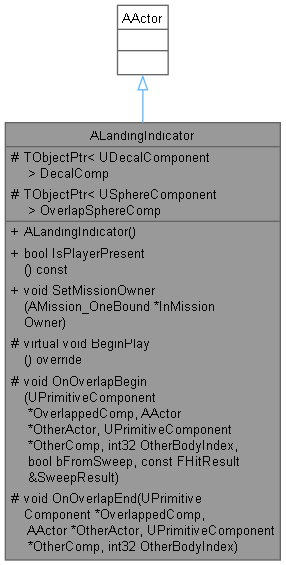 AActor
ALandingIndicator
# TObjectPtr< UDecalComponent
> DecalComp
# TObjectPtr< USphereComponent
> OverlapSphereComp
+ ALandingIndicator()
+ bool IsPlayerPresent
() const
+ void SetMissionOwner
(AMission_OneBound *InMission
Owner)
# virtual void BeginPlay
() override
# void OnOverlapBegin
(UPrimitiveComponent
*OverlappedComp, AActor
*OtherActor, UPrimitiveComponent
*OtherComp, int32 OtherBodyIndex,
bool bFromSweep, const FHitResult
&SweepResult)
# void OnOverlapEnd(UPrimitive
Component *OverlappedComp,
AActor *OtherActor, UPrimitiveComponent
*OtherComp, int32 OtherBodyIndex)